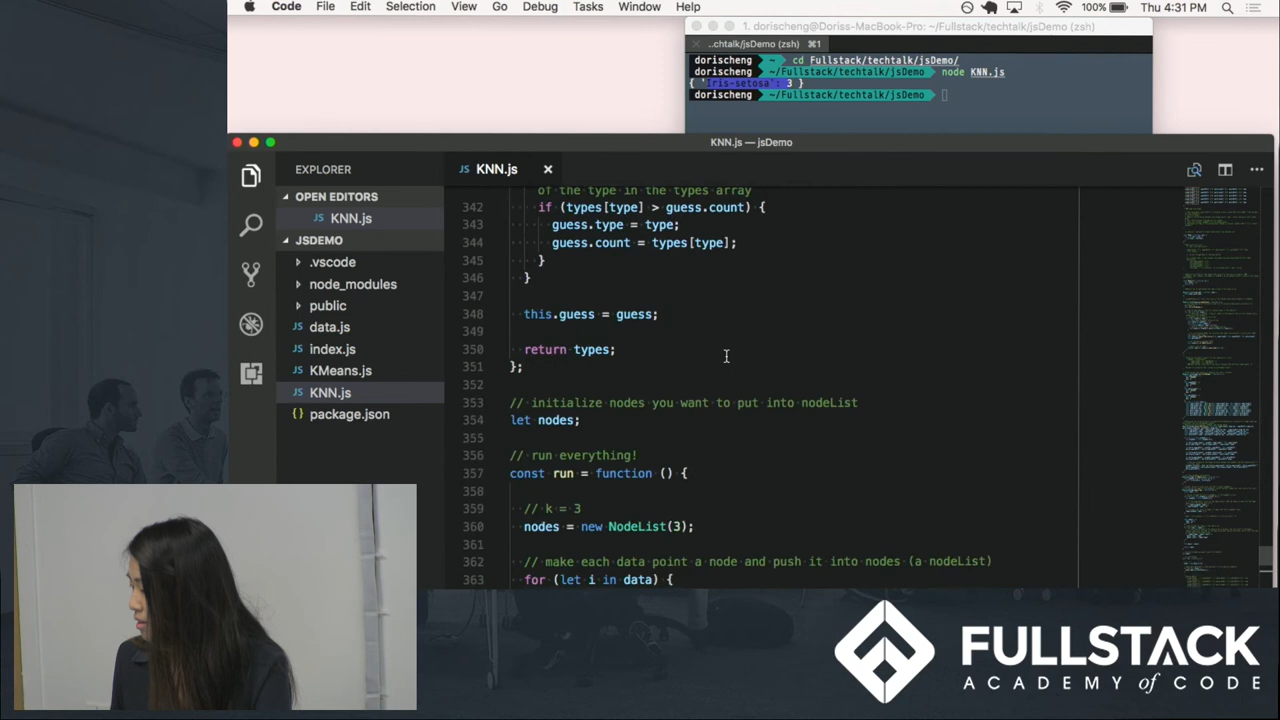 Code File Edit Selection View Go Debug Tasks Window Help 100% Thu 4:31 PM
1. dorischeng@Doriss-MacBook-Pro: ~/Fullstack/techtalk/jsDemo (zsh)
..chtalk/jsDemo (zsh) ⌘1
dorischeng ~ cd Fullstack/techtalk/jsDemo/
dorischeng ~/Fullstack/techtalk/jsDemo node KNN.js
{ 'Iris-setosa': 3 }
dorischeng ~/Fullstack/techtalk/jsDemo
KNN.js — jsDemo
EXPLORER
OPEN EDITORS
JS KNN.js
JSDEMO
.vscode
node_modules
public
JS data.js
JS index.js
JS KMeans.js
JS KNN.js
{} package.json
JS KNN.js ×
of the type in the types array
342 if (types[type] > guess.count) {
343 guess.type = type;
344 guess.count = types[type];
345 }
346 }
347
348 this.guess = guess;
349
350 return types;
351 };
352
353 // initialize nodes you want to put into nodeList
354 let nodes;
355
356 // run everything!
357 const run = function () {
358
359 // k = 3
360 nodes = new NodeList(3);
361
362 // make each data point a node and push it into nodes (a nodeList)
363 for (let i in data) {
FULLSTACK
ACADEMY of CODE